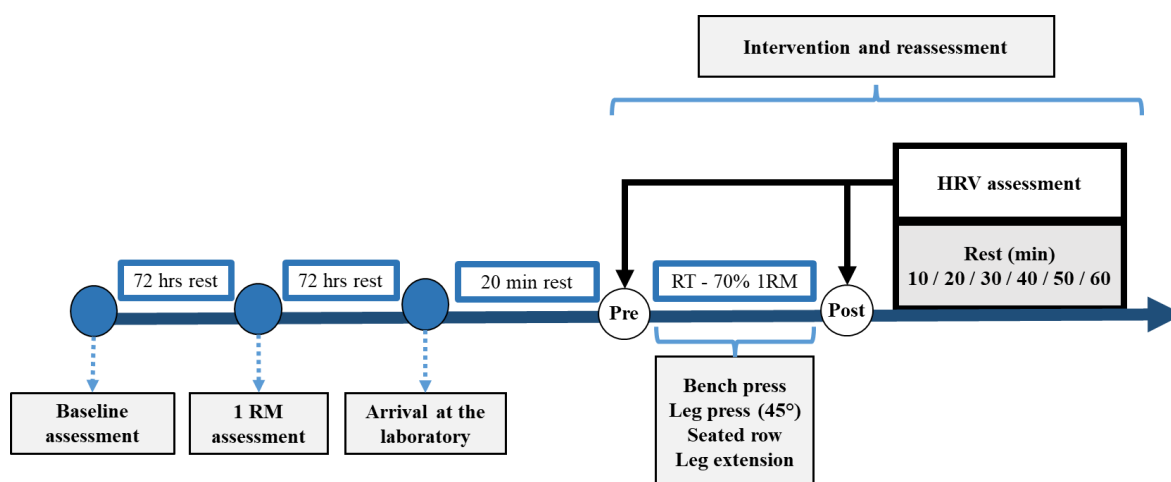 Intervention and reassessment
HRV assessment
Rest (min)
10 / 20 / 30 / 40 / 50 / 60
72 hrs rest
72 hrs rest
20 min rest
RT - 70% 1RM
Pre
Post
Baseline
assessment
1 RM
assessment
Arrival at the
laboratory
Bench press
Leg press (45°)
Seated row
Leg extension